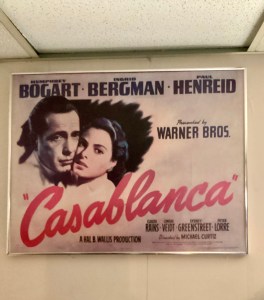 HUMPHREY INGRID PAUL
BOGART · BERGMAN · HENREID
Presented by
WARNER BROS.
"Casablanca"
CLAUDE CONRAD SYDNEY PETER
RAINS · VEIDT · GREENSTREET · LORRE
A HAL B. WALLIS PRODUCTION
Directed by MICHAEL CURTIZ